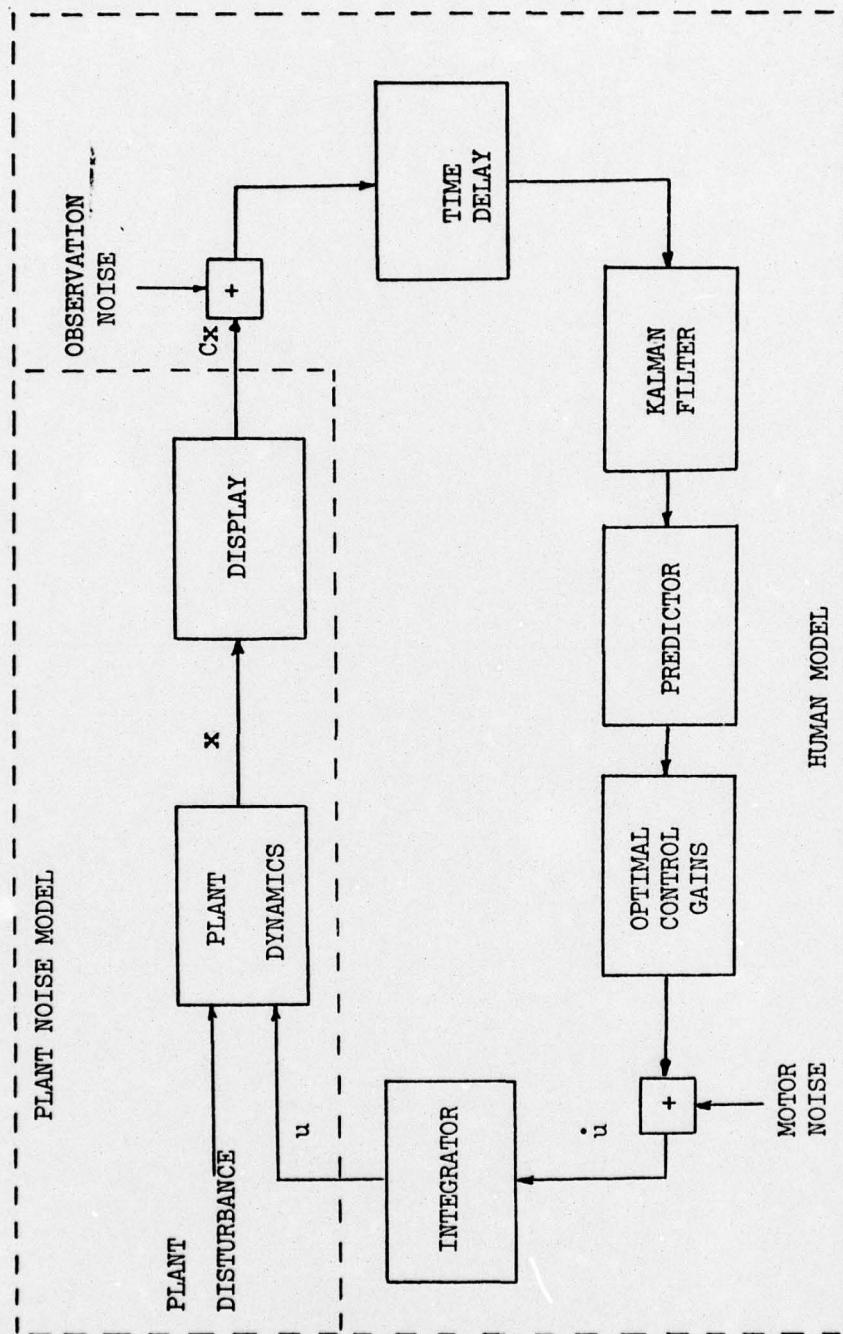 PLANT NOISE MODEL
PLANT
DISTURBANCE
PLANT
DYNAMICS
x
DISPLAY
Cx
OBSERVATION
NOISE
+
TIME
DELAY
KALMAN
FILTER
PREDICTOR
OPTIMAL
CONTROL
GAINS
+
MOTOR
NOISE
u̇
INTEGRATOR
u
HUMAN MODEL